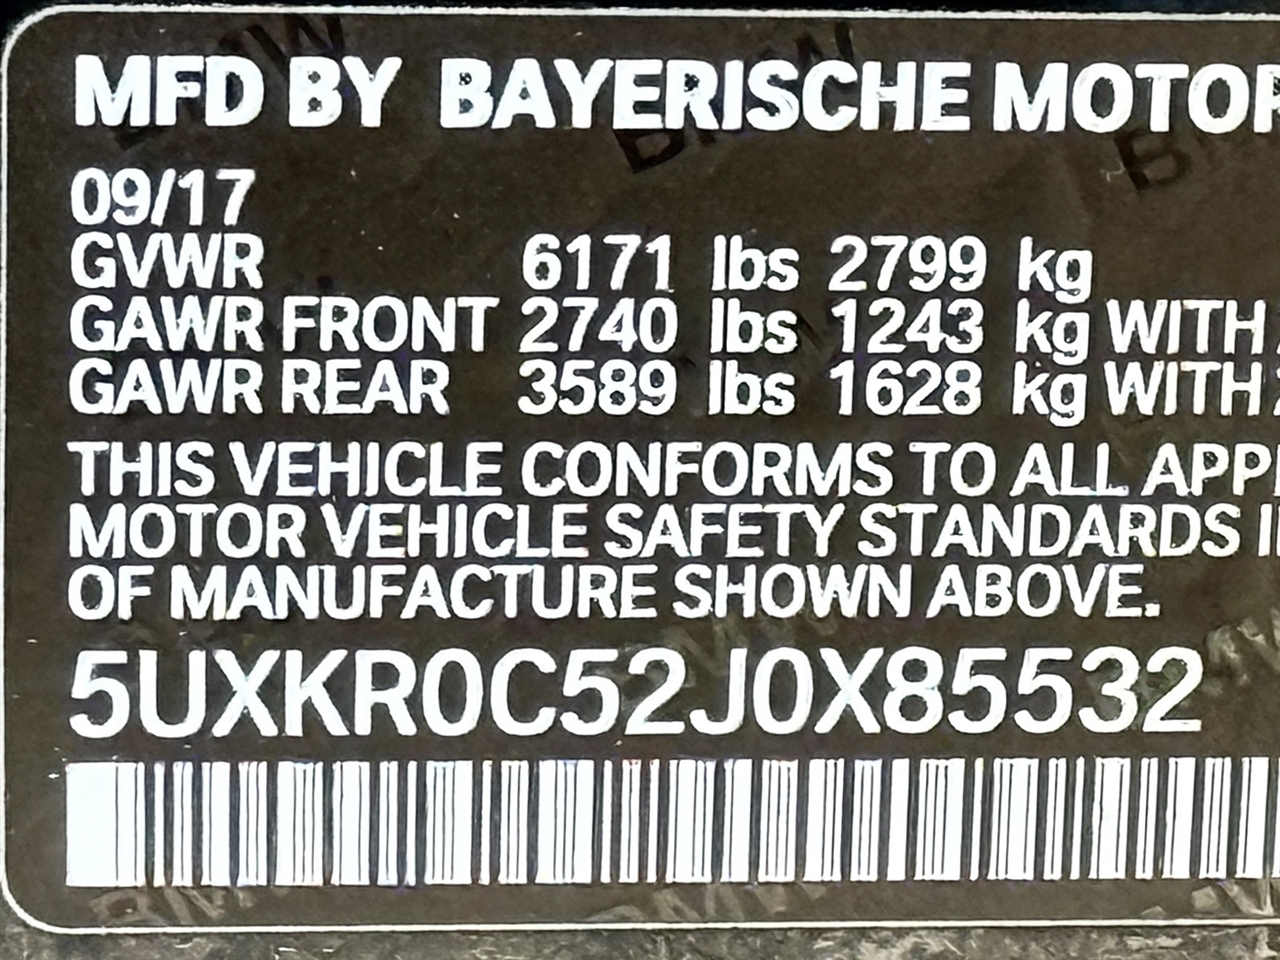 MFD BY BAYERISCHE MOTOR
09/17
GVWR 6171 lbs 2799 kg
GAWR FRONT 2740 lbs 1243 kg WITH
GAWR REAR 3589 lbs 1628 kg WITH
THIS VEHICLE CONFORMS TO ALL APPL
MOTOR VEHICLE SAFETY STANDARDS I
OF MANUFACTURE SHOWN ABOVE.
5UXKR0C52J0X85532